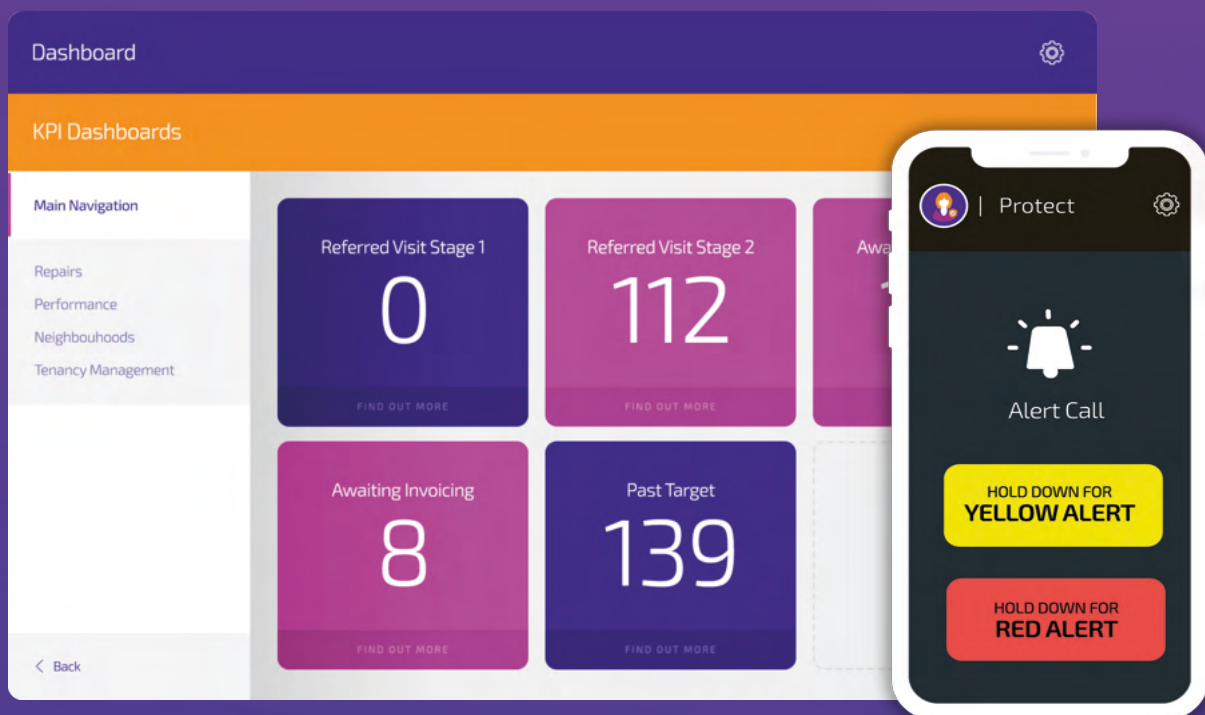 Dashboard
KPI Dashboards
Main Navigation
Repairs
Performance
Neighbouhoods
Tenancy Management
< Back
Referred Visit Stage 1
0
FIND OUT MORE
Referred Visit Stage 2
112
FIND OUT MORE
Awaiting Invoicing
8
FIND OUT MORE
Past Target
139
FIND OUT MORE
| Protect
Alert Call
HOLD DOWN FOR
YELLOW ALERT
HOLD DOWN FOR
RED ALERT